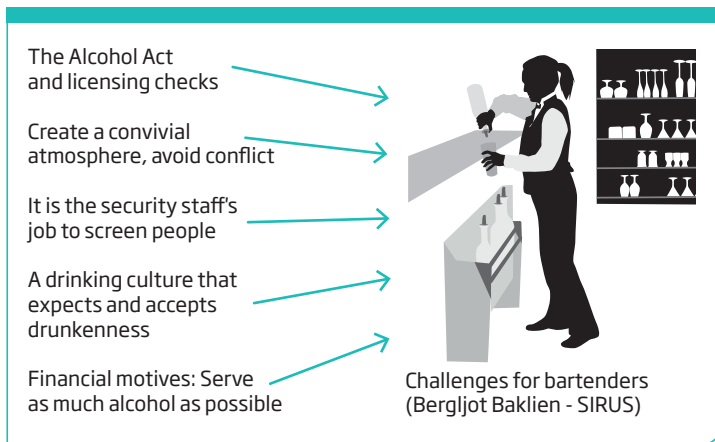 The Alcohol Act
and licensing checks
Create a convivial
atmosphere, avoid conflict
It is the security staff's
job to screen people
A drinking culture that
expects and accepts
drunkenness
Financial motives: Serve
as much alcohol as possible
Challenges for bartenders
(Bergljot Baklien - SIRUS)